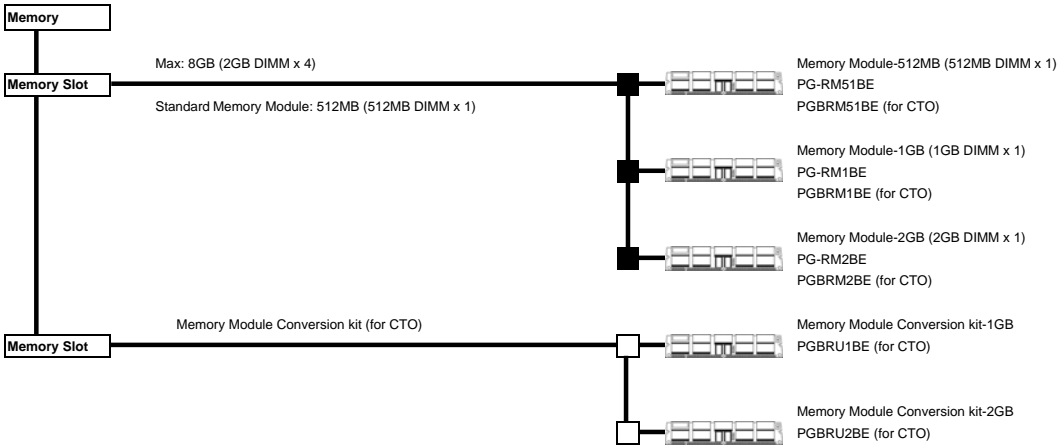 Memory
Memory Slot
Max: 8GB (2GB DIMM x 4)
Standard Memory Module: 512MB (512MB DIMM x 1)
Memory Module-512MB (512MB DIMM x 1)
PG-RM51BE
PGBRM51BE (for CTO)
Memory Module-1GB (1GB DIMM x 1)
PG-RM1BE
PGBRM1BE (for CTO)
Memory Module-2GB (2GB DIMM x 1)
PG-RM2BE
PGBRM2BE (for CTO)
Memory Slot
Memory Module Conversion kit (for CTO)
Memory Module Conversion kit-1GB
PGBRU1BE (for CTO)
Memory Module Conversion kit-2GB
PGBRU2BE (for CTO)